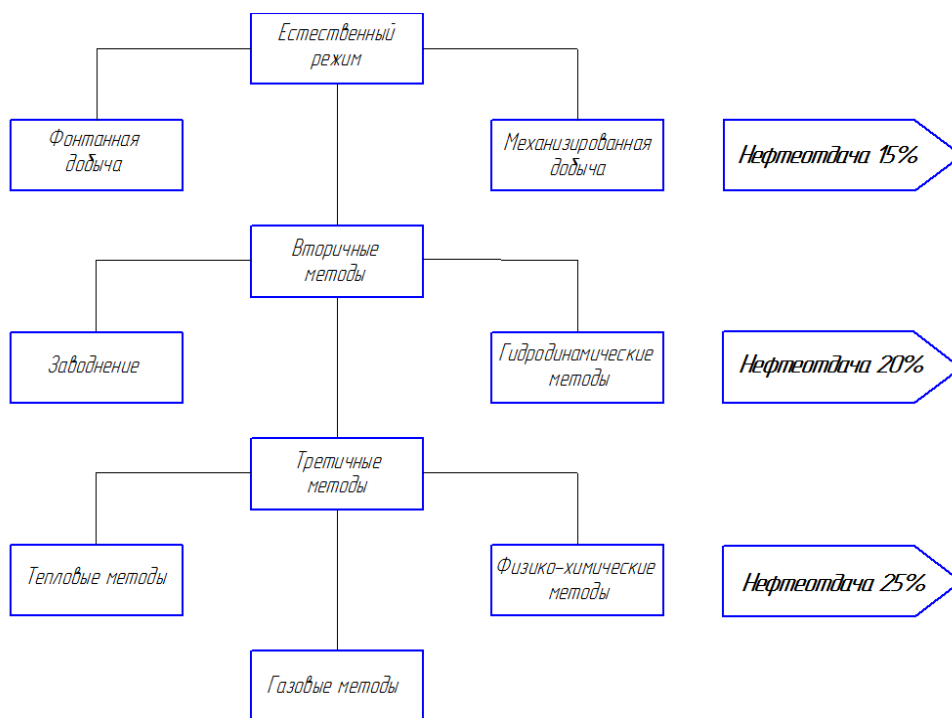 Естественный
режим
Фонтанная
добыча
Механизированная
добыча
Нефтеотдача 15%
Вторичные
методы
Заводнение
Гидродинамические
методы
Нефтеотдача 20%
Третичные
методы
Тепловые методы
Физико-химические
методы
Нефтеотдача 25%
Газовые методы